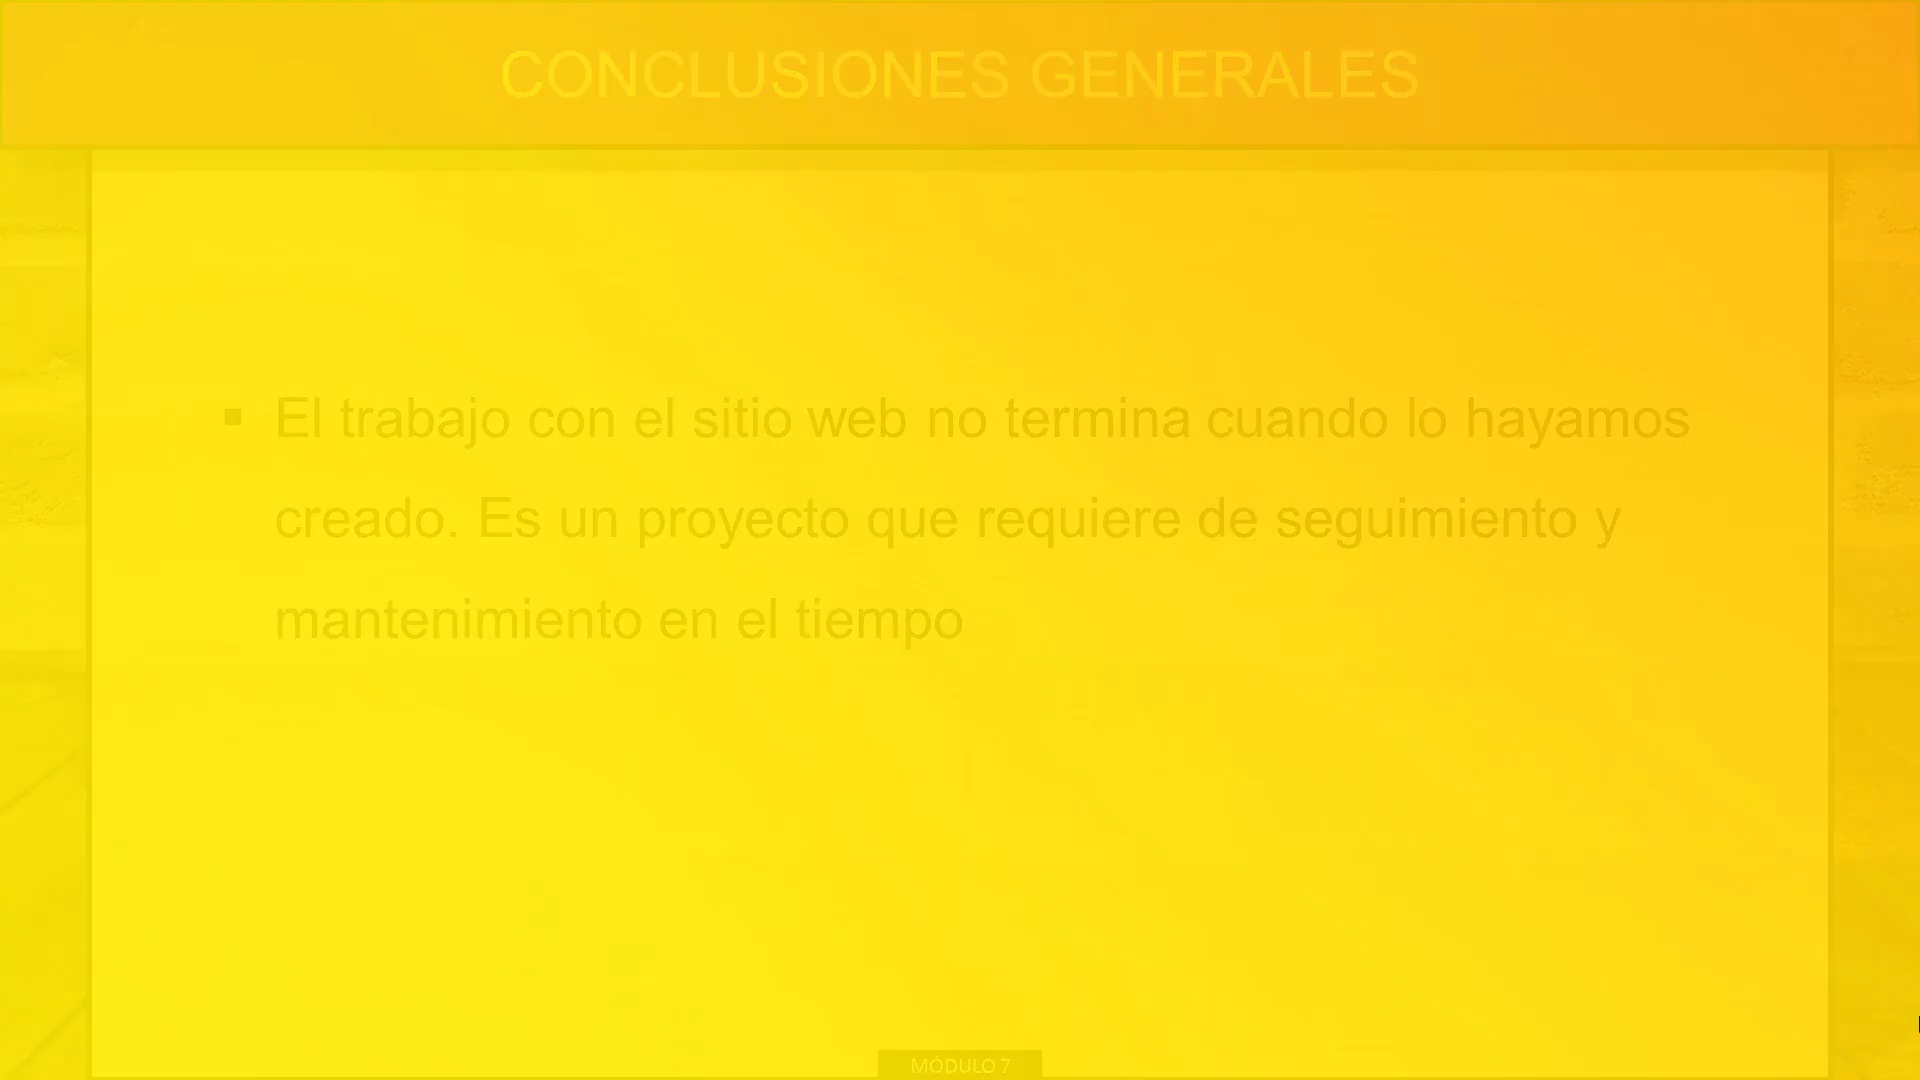 CONCLUSIONES GENERALES
▪ El trabajo con el sitio web no termina cuando lo hayamos
creado. Es un proyecto que requiere de seguimiento y
mantenimiento en el tiempo
MÓDULO 7